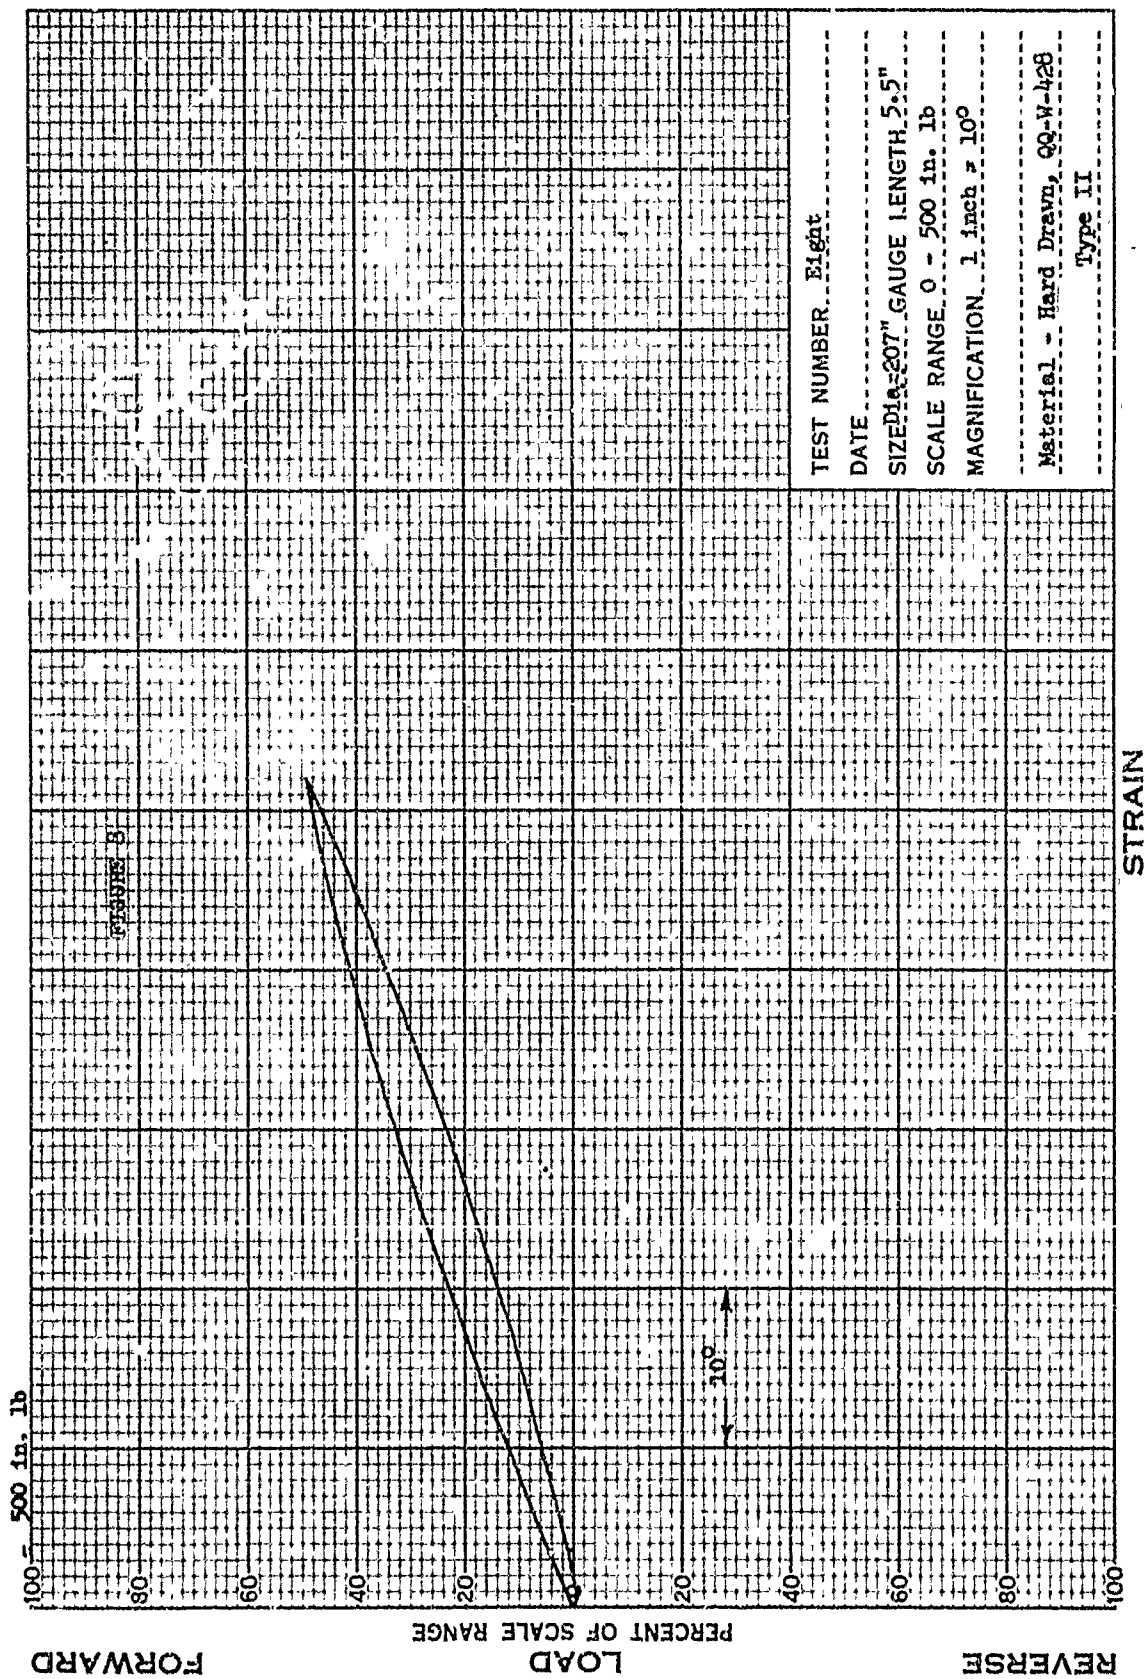 100 = 500 in. lb
80
60
40
20
0
20
40
60
80
100
FORWARD
LOAD
REVERSE
PERCENT OF SCALE RANGE
10°
STRAIN
TEST NUMBER Eight
DATE
SIZE Dia=.207" GAUGE LENGTH 5.5"
SCALE RANGE 0 - 500 in. lb
MAGNIFICATION 1 inch = 10°
Material - Hard Drawn, QQ-W-428
Type II